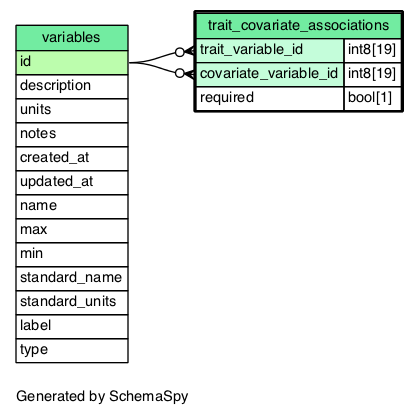 variables
id
description
units
notes
created_at
updated_at
name
max
min
standard_name
standard_units
label
type
trait_covariate_associations
trait_variable_id int8[19]
covariate_variable_id int8[19]
required bool[1]
Generated by SchemaSpy